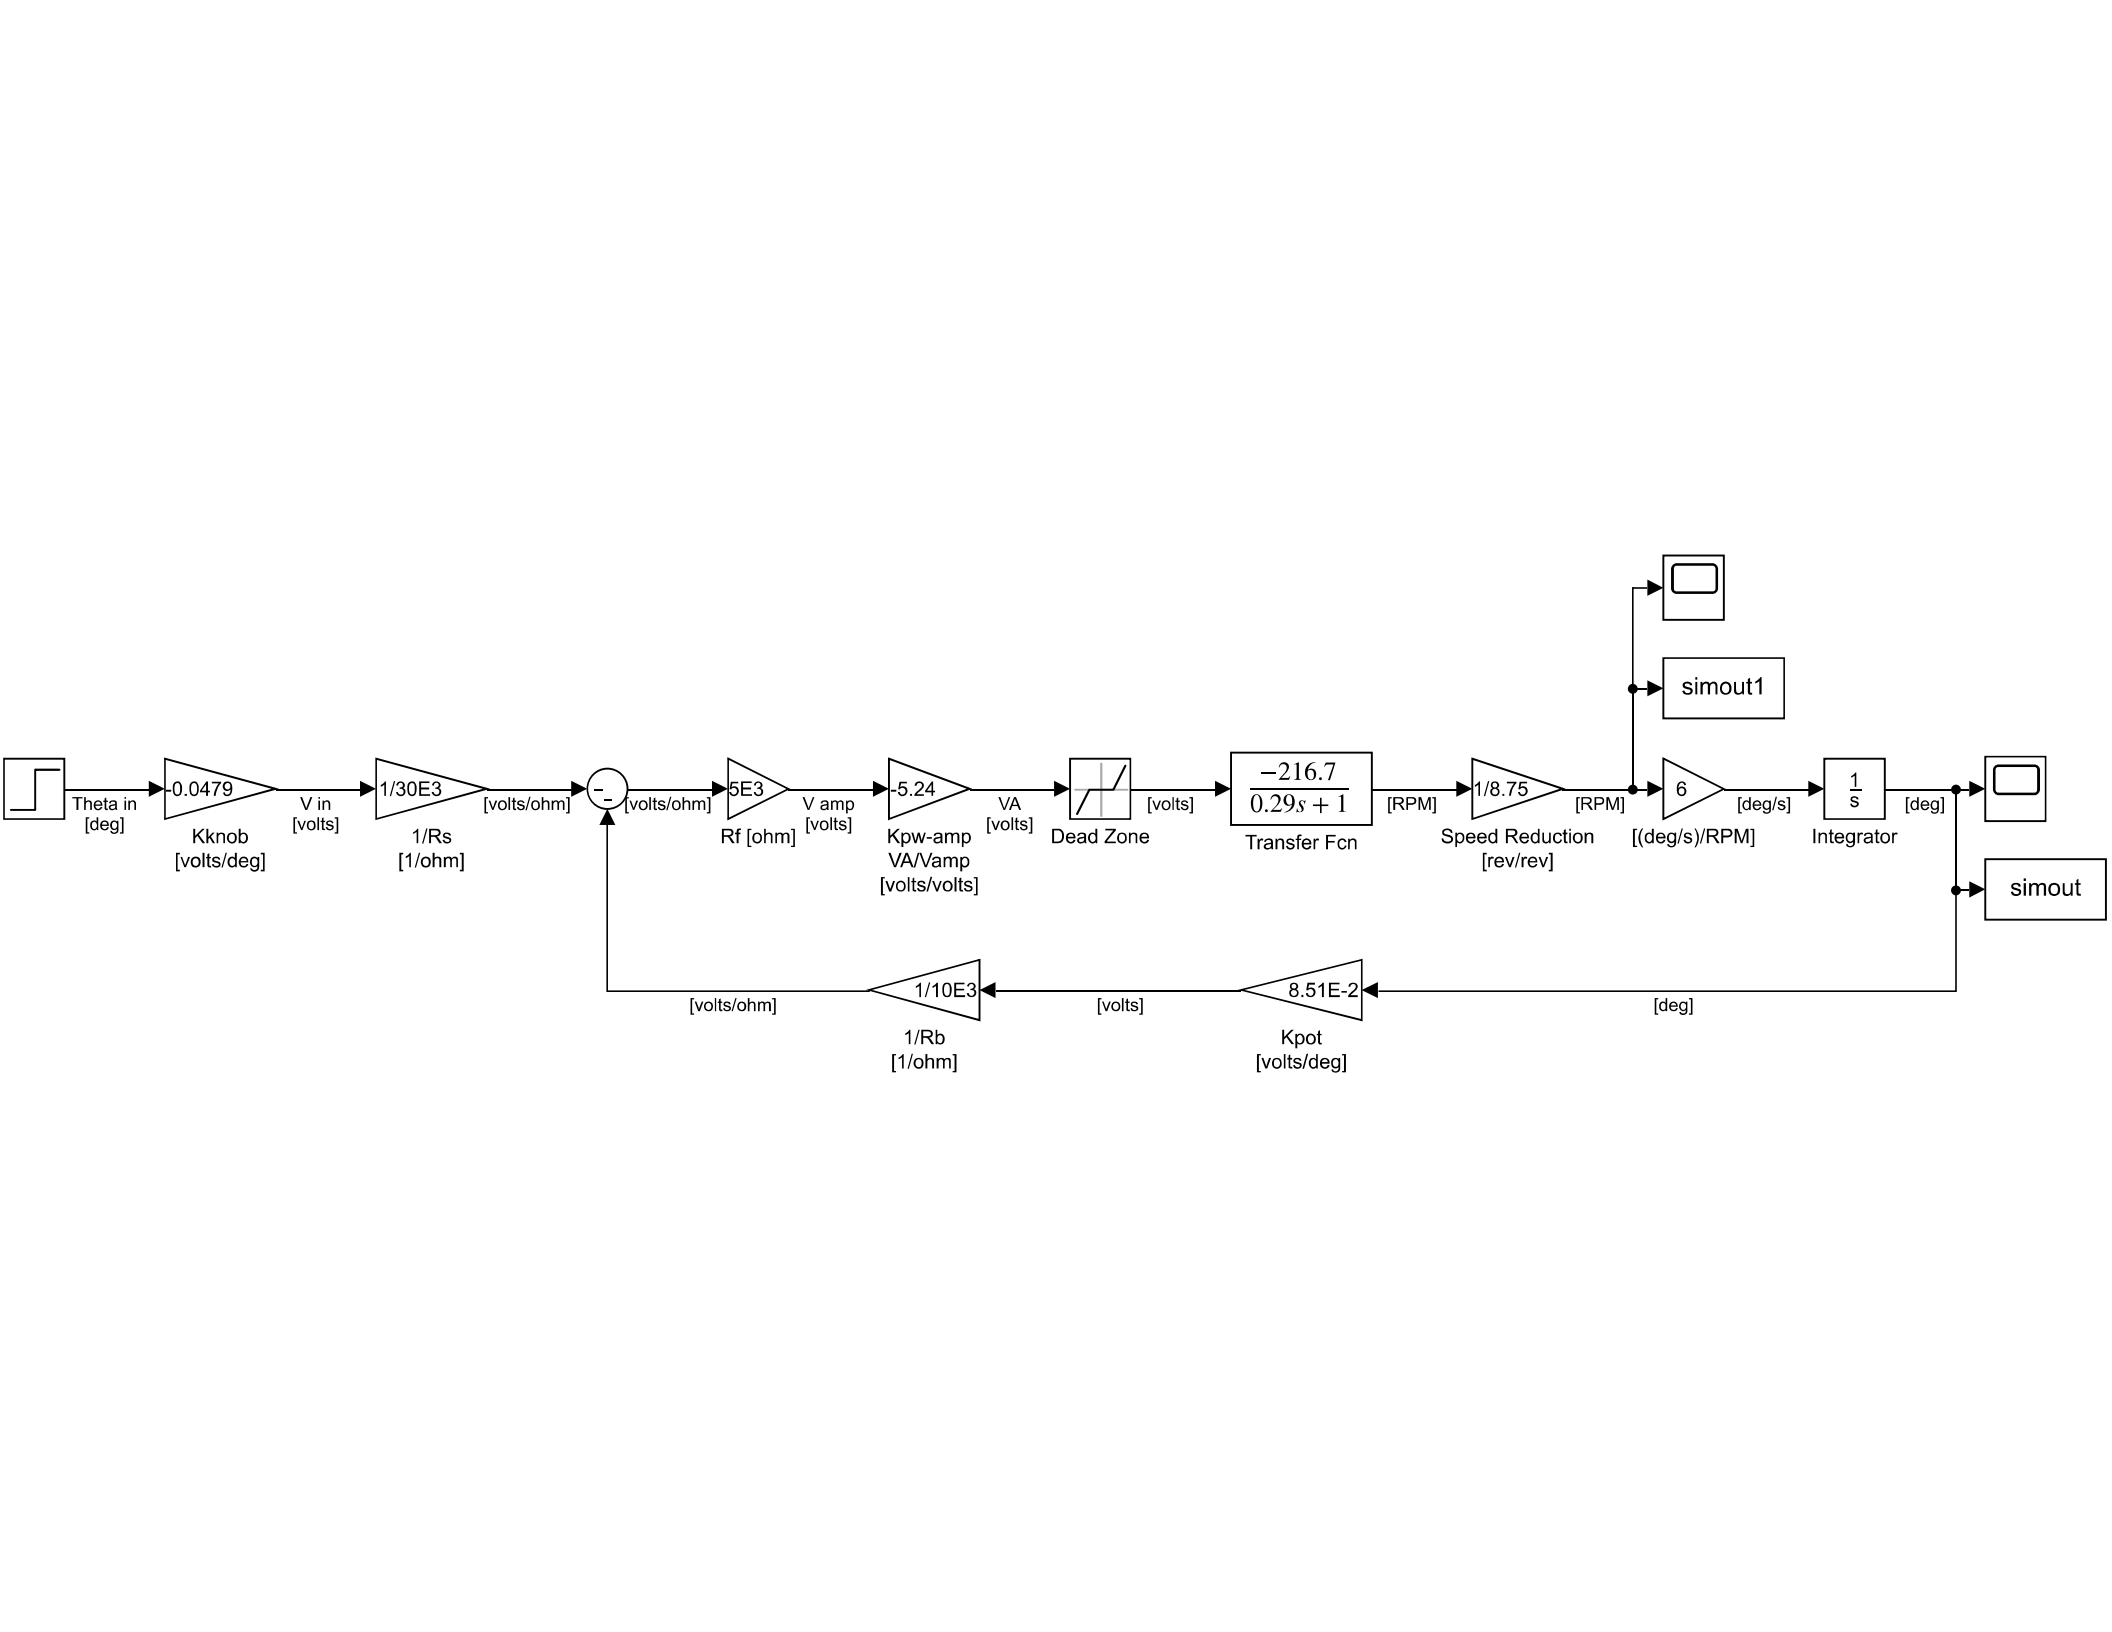 simout1
-0.0479
1/30E3
-
-
5E3
-5.24
−216.7
0.29s + 1
1/8.75
6
1
s
Theta in
[deg]
V in
[volts]
[volts/ohm]
[volts/ohm]
V amp
[volts]
VA
[volts]
[volts]
[RPM]
[RPM]
[deg/s]
[deg]
Kknob
[volts/deg]
1/Rs
[1/ohm]
Rf [ohm]
Kpw-amp
VA/Vamp
[volts/volts]
Dead Zone
Transfer Fcn
Speed Reduction
[rev/rev]
[(deg/s)/RPM]
Integrator
simout
1/10E3
8.51E-2
[volts/ohm]
[volts]
[deg]
1/Rb
[1/ohm]
Kpot
[volts/deg]